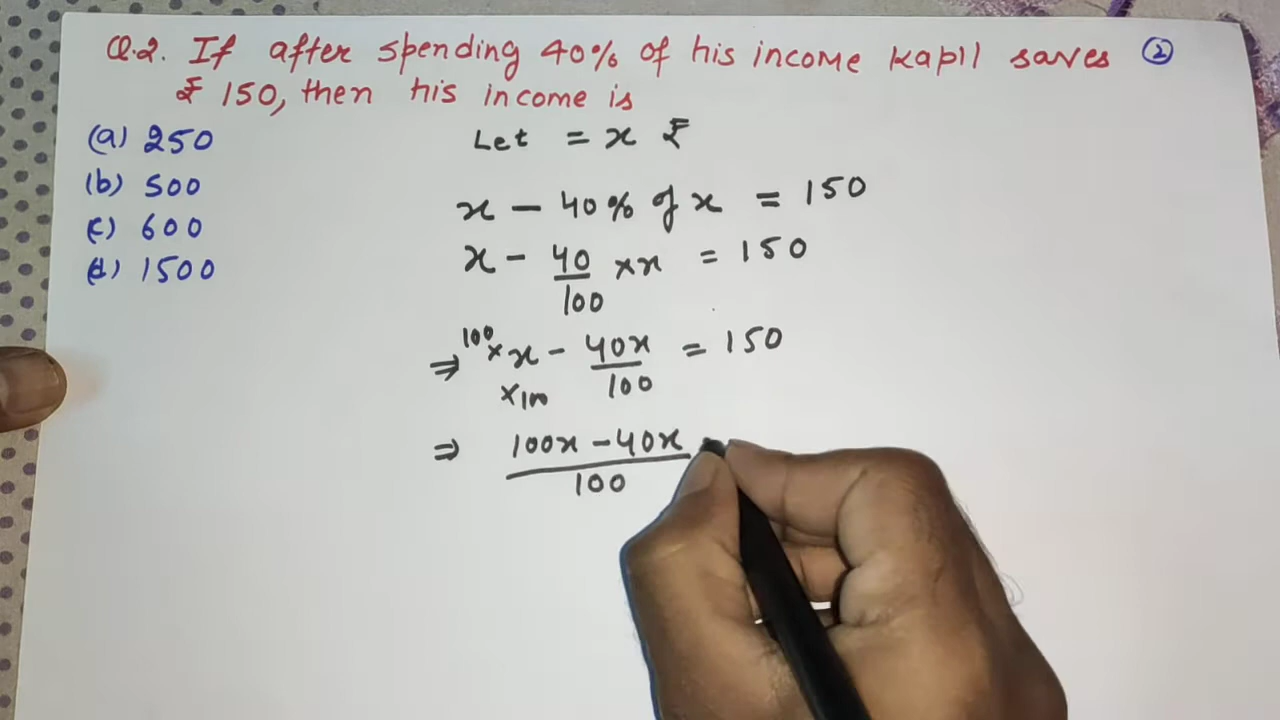 Q.2. If after spending 40% of his income Kapil saves ②
₹ 150, then his income is
(a) 250
(b) 500
(c) 600
(d) 1500
Let = x ₹
x - 40% of x = 150
x - 40/100 × x = 150
⇒ 100 × x / × 100 - 40x/100 = 150
⇒ 100x - 40x / 100